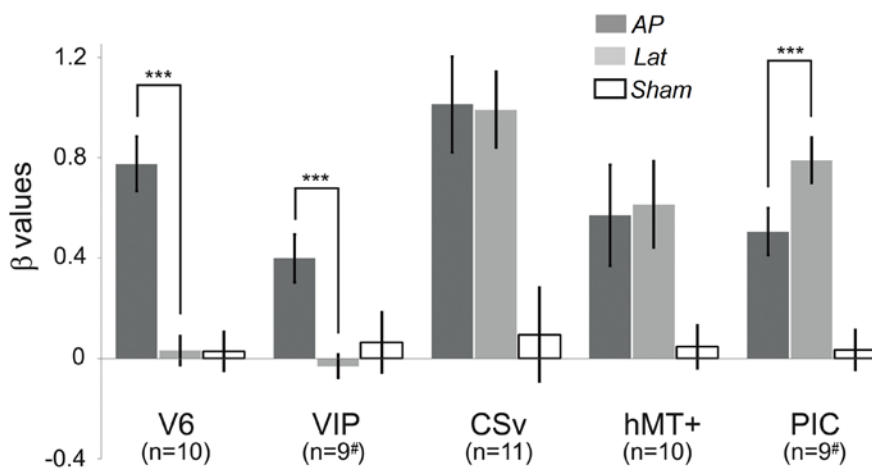 AP
Lat
Sham
β values
1.2
0.8
0.4
0
-0.4
***
***
***
V6
(n=10)
VIP
(n=9#)
CSv
(n=11)
hMT+
(n=10)
PIC
(n=9#)